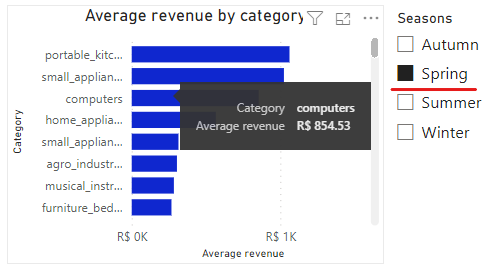 Average revenue by category
Seasons
Autumn
Spring
Summer
Winter
Category
portable_kitc...
small_applian...
computers
home_applia...
small_applian...
agro_industr...
musical_instr...
furniture_bed...
Category computers
Average revenue R$ 854.53
R$ 0K R$ 1K
Average revenue